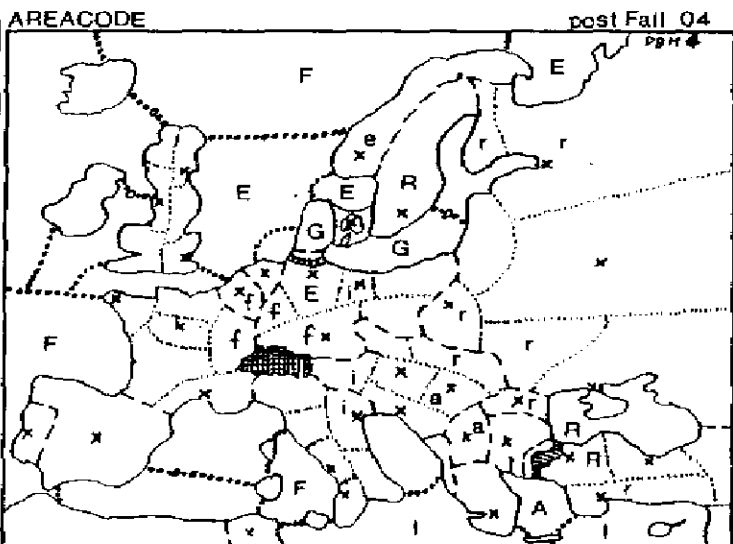 AREACODE post Fall 04
F E
e r r
E E R
G G
E
f f r
F f f r
r
a r
a R
R
F A
I I